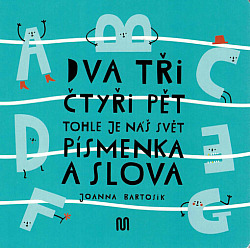 A B C
DVA TŘI
ČTYŘI PĚT
TOHLE JE NÁŠ SVĚT
PÍSMENKA
A SLOVA
JOANNA BARTOSIK
D F G E
M